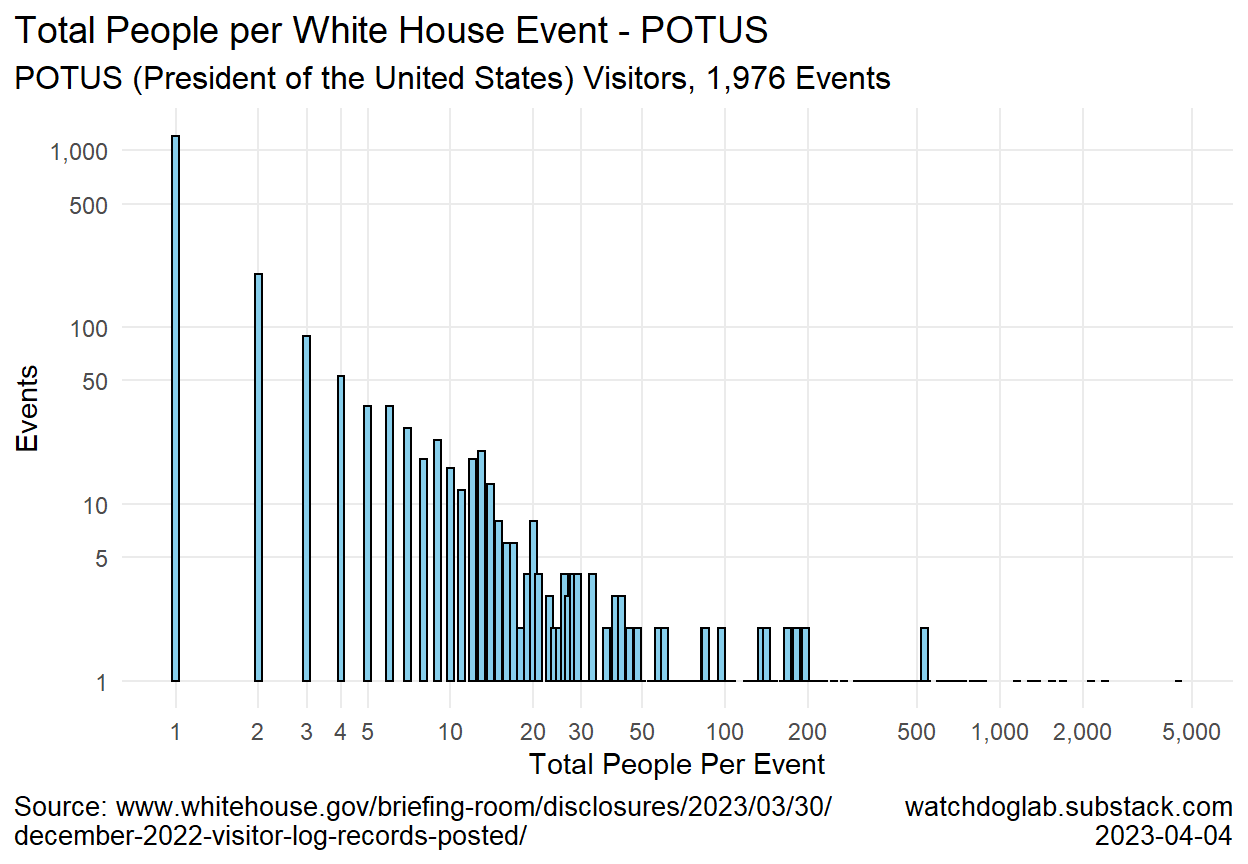 Total People per White House Event - POTUS
POTUS (President of the United States) Visitors, 1,976 Events
1,000
500
100
50
10
5
1
Events
1 2 3 4 5 10 20 30 50 100 200 500 1,000 2,000 5,000
Total People Per Event
Source: www.whitehouse.gov/briefing-room/disclosures/2023/03/30/
december-2022-visitor-log-records-posted/
watchdoglab.substack.com
2023-04-04